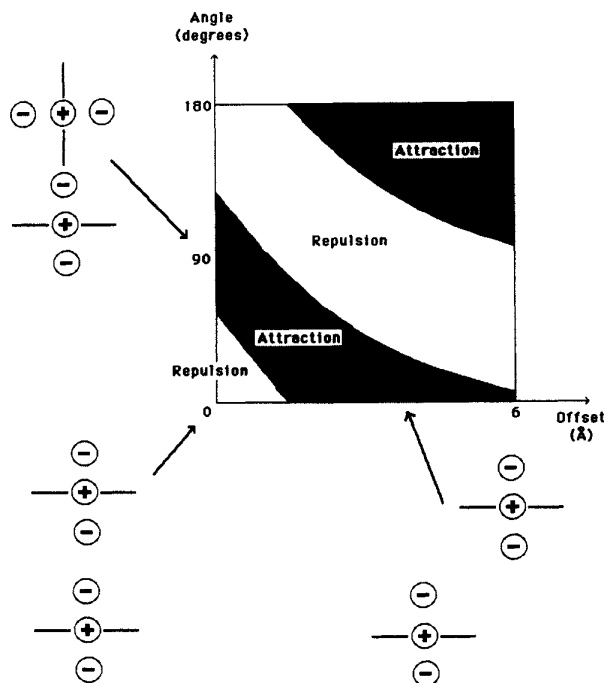 Angle
(degrees)
180
Attraction
Repulsion
90
Attraction
Repulsion
0
6
Offset
(Å)
− + −
−
+
−
−
+
−
−
+
−
−
+
−
−
+
−